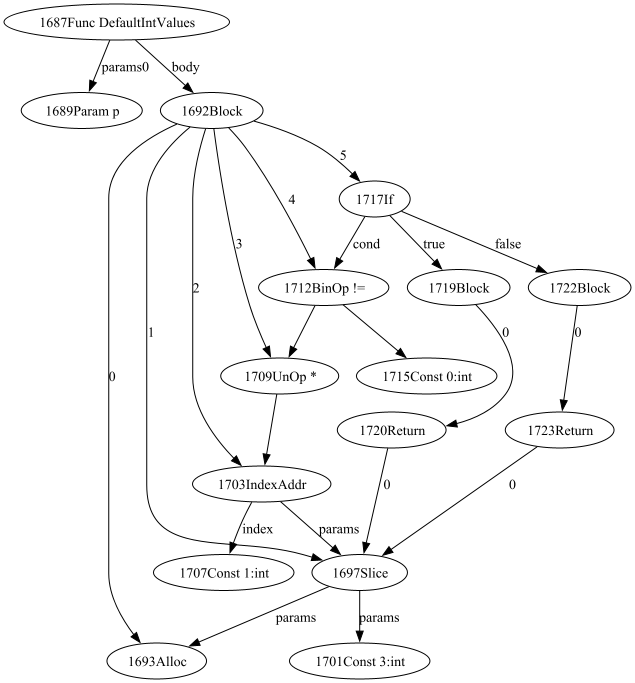 1687Func DefaultIntValues
params0
body
1689Param p
1692Block
5
1717If
4
3
cond
true
false
2
1712BinOp !=
1719Block
1722Block
1
0
0
0
1709UnOp *
1715Const 0:int
1720Return
1723Return
1703IndexAddr
0
0
index
params
1707Const 1:int
1697Slice
params
params
1693Alloc
1701Const 3:int